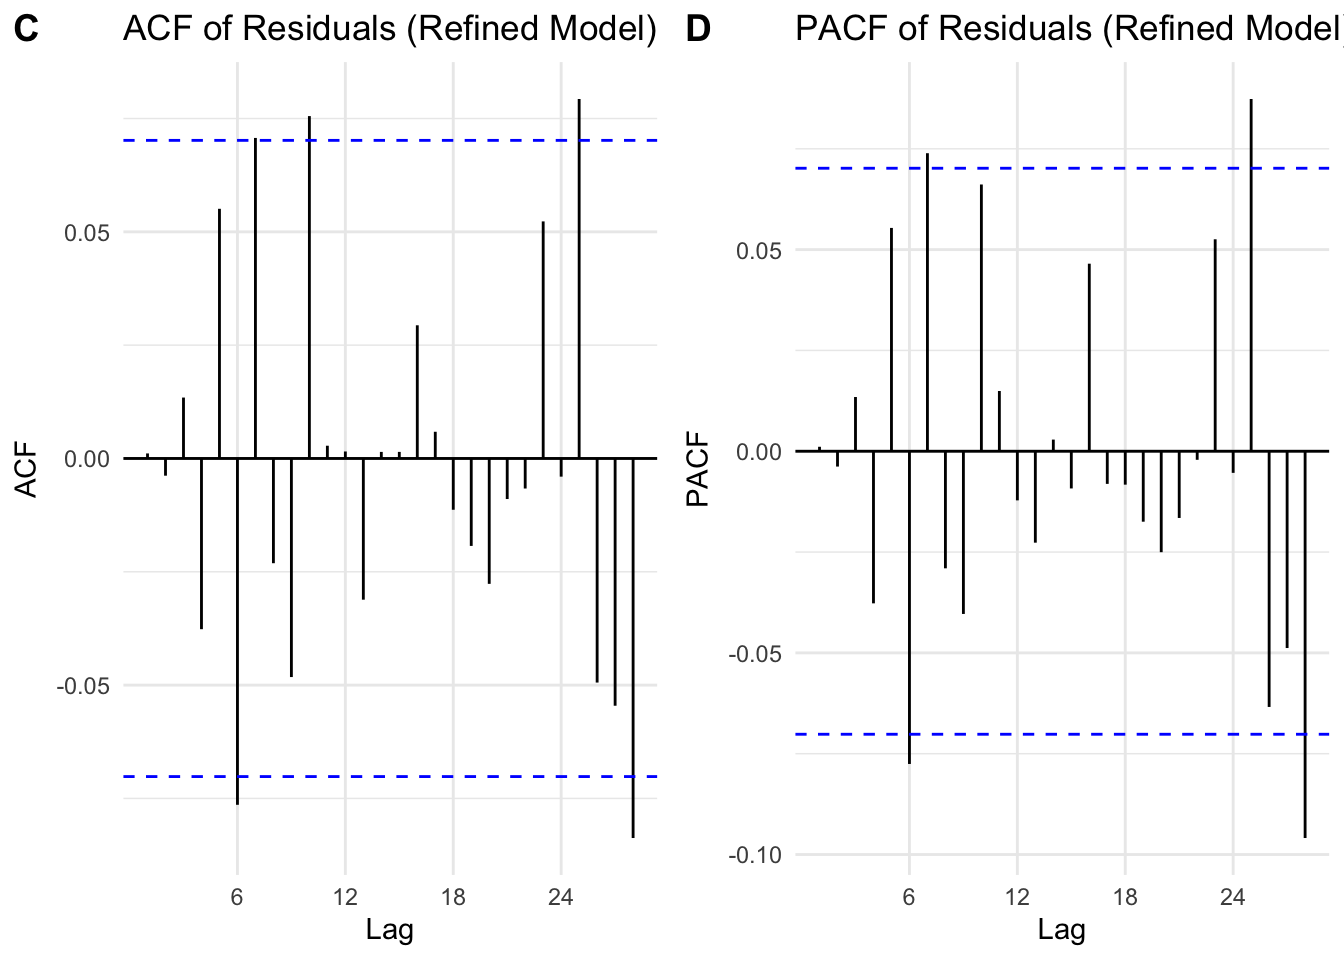 C
ACF of Residuals (Refined Model)
ACF
0.05
0.00
-0.05
6
12
18
24
Lag
D
PACF of Residuals (Refined Model)
PACF
0.05
0.00
-0.05
-0.10
6
12
18
24
Lag